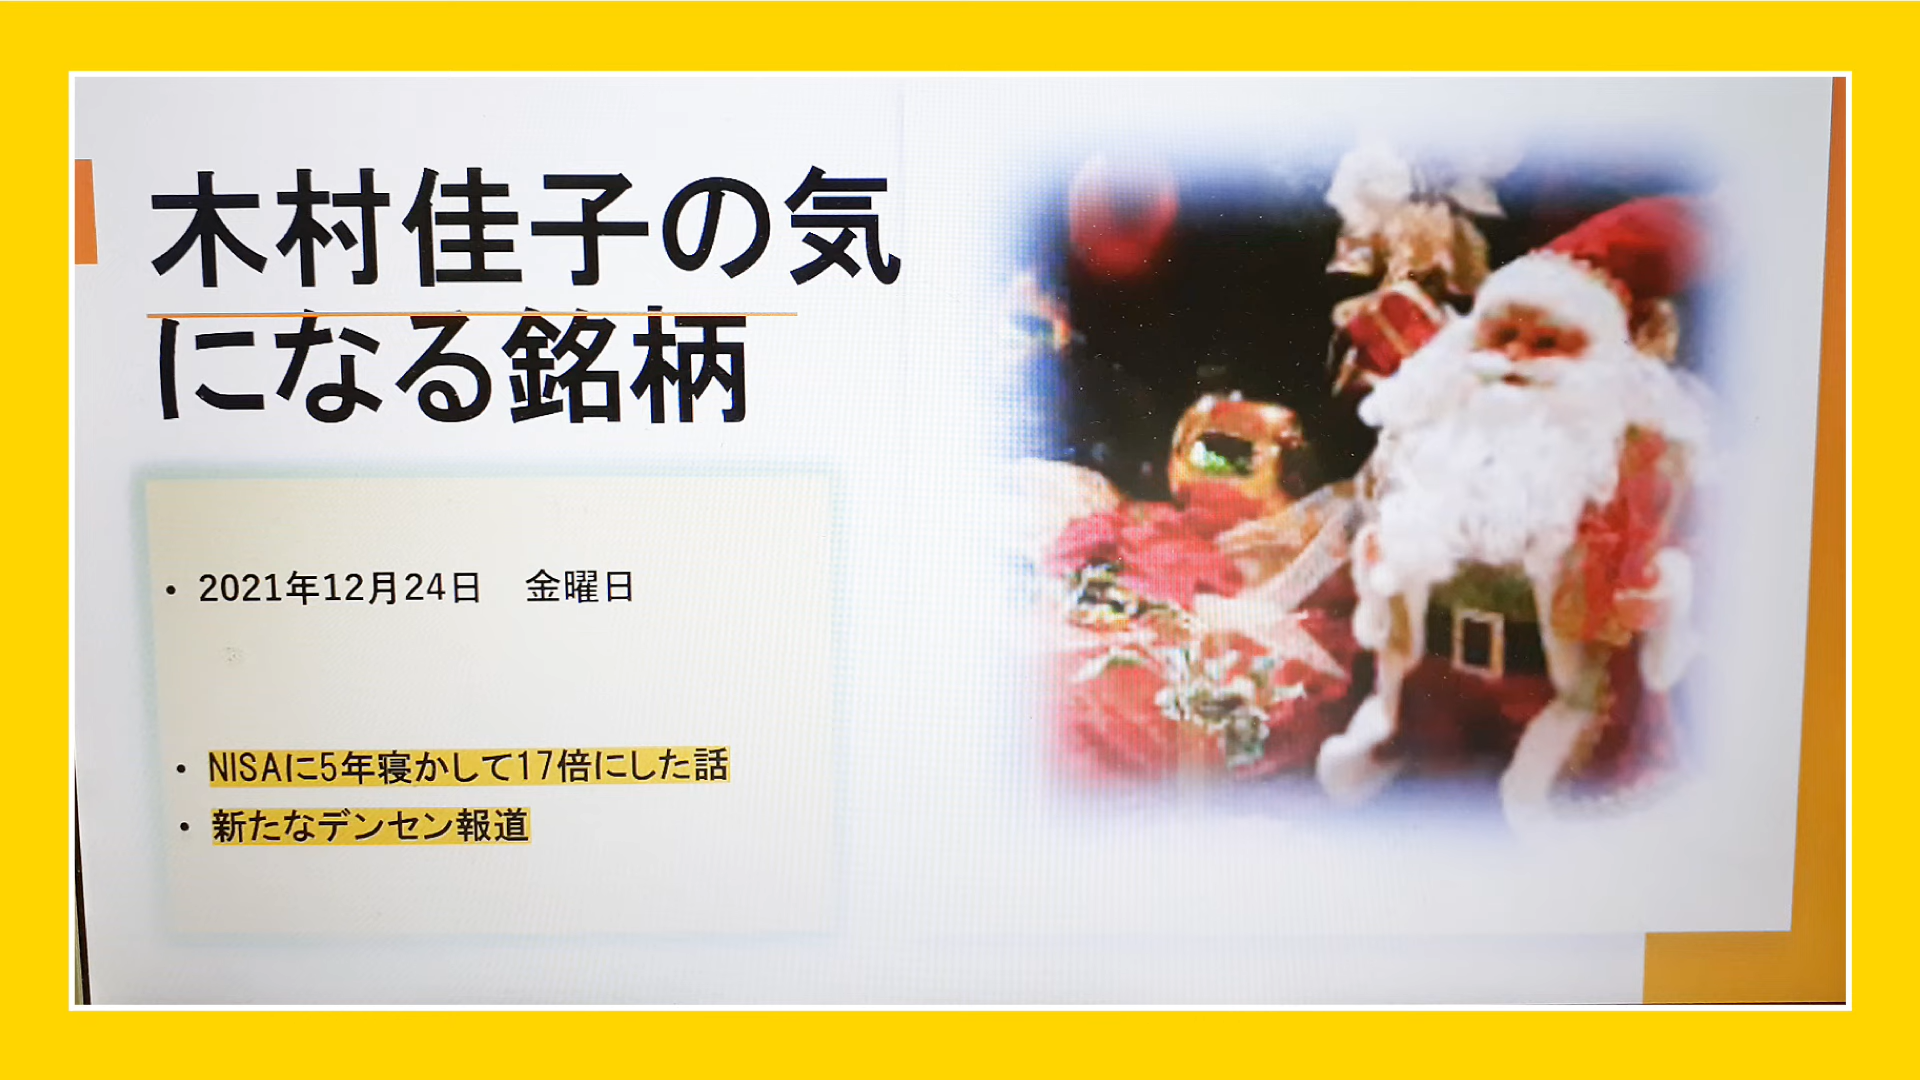 木村佳子の気
になる銘柄
• 2021年12月24日　金曜日
• NISAに5年寝かして17倍にした話
• 新たなデンセン報道